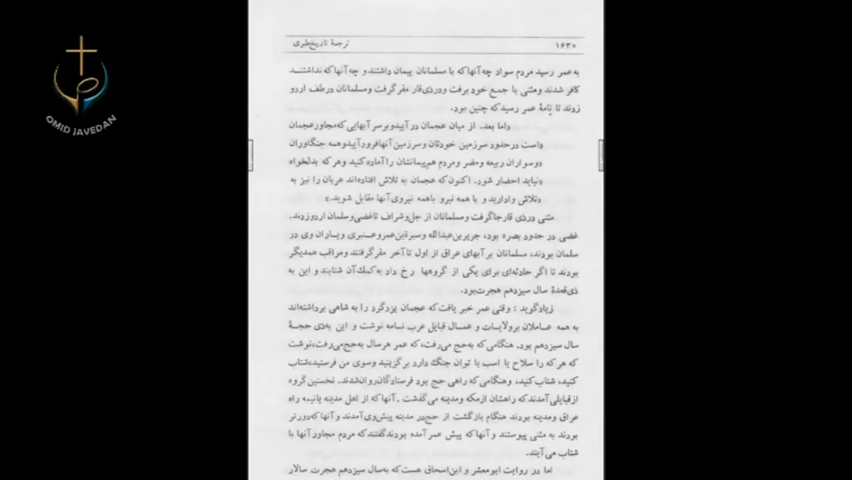 OMID JAVEDAN
۱۶۳۰
ترجمهٔ تاریخ‌طبری
به عمر رسید مردم سواد چه آنها که با مسلمانان پیمان داشتند و چه آنها که نداشتند
کافر شدند ومثنی با جمع خود برفت و در ذی‌قار مقر گرفت و مسلمانان در طف اردو
زدند تا نامهٔ عمر رسید که چنین بود.
«اما بعد. از میان عجمان در آیید و بر سر آبهایی که مجاور عجمان
«است در حدود سرزمین خودتان و سرزمین آنها فرود آیید و همه جنگاوران
«و سواران ربیعه و مضر و مردم هم‌پیمانشان را آماده کنید و هر که بدلخواه
«نیاید احضار شود. اکنون که عجمان به تلاش افتاده‌اند عربان را نیز به
«تلاش وادارید و با همه نیرو با همه نیروی آنها مقابل شوید.»
مثنی در ذی قار جا گرفت و مسلمانان از جل و شراف تا غضی و سلمان اردو زدند.
غضی در حدود بصره بود، جریر بن عبدالله و سبرة بن عمرو عنبری و یاران وی در
سلمان بودند، مسلمانان بر آبهای عراق از اول تا آخر مقر گرفتند و مراقب همدیگر
بودند تا اگر حادثه‌ای برای یکی از گروهها رخ داد به کمك آن شتابند و این به
ذی‌قعدهٔ سال سیزدهم هجرت بود.
زیاد گوید: وقتی عمر خبر یافت که عجمان یزدگرد را به شاهی برداشته‌اند
به همه عاملان بر ولایات و عمال قبایل عرب نامه نوشت و این به ذی حجهٔ
سال سیزدهم بود. هنگامی که به حج می‌رفت، که عمر هر سال به حج می‌رفت، نوشت
که هر که را سلاح یا اسب یا توان جنگ دارد برگزینید و سوی من فرستید، شتاب
کنید، شتاب کنید، و هنگامی که راهی حج بود فرستادگان روان شدند. نخستین گروه
از قبایلی آمدند که راهشان از مکه و مدینه می‌گذشت. آنها که از اهل مدینه یا نیمه راه
عراق و مدینه بودند هنگام بازگشت از حج در مدینه پیش وی آمدند و آنها که دورتر
بودند به مثنی پیوستند و آنها که پیش عمر آمده بودند گفتند که مردم مجاور آنها با
شتاب می‌آیند.
اما در روایت ابو معشر و ابن اسحاق هست که به سال سیزدهم هجرت سالار